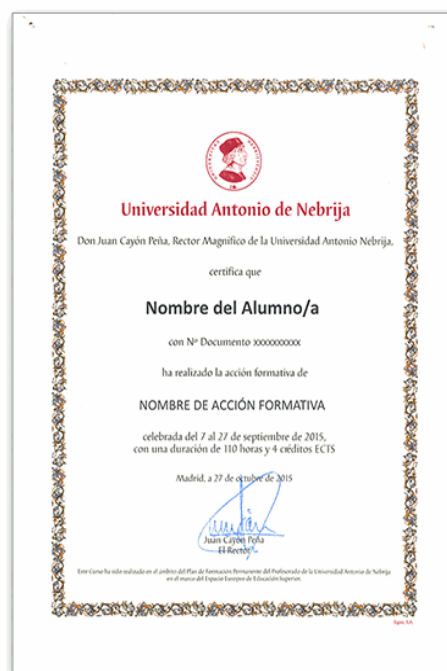 Universidad Antonio de Nebrija
Don Juan Cayón Peña, Rector Magnífico de la Universidad Antonio Nebrija,
certifica que
Nombre del Alumno/a
con Nº Documento xxxxxxxxxx
ha realizado la acción formativa de
NOMBRE DE ACCIÓN FORMATIVA
celebrada del 7 al 27 de septiembre de 2015,
con una duración de 110 horas y 4 créditos ECTS
Madrid, a 27 de octubre de 2015
Juan Cayón Peña
El Rector
Este Curso ha sido realizado en el ámbito del Plan de Formación Permanente del Profesorado de la Universidad Antonio de Nebrija
en el marco del Espacio Europeo de Educación Superior.